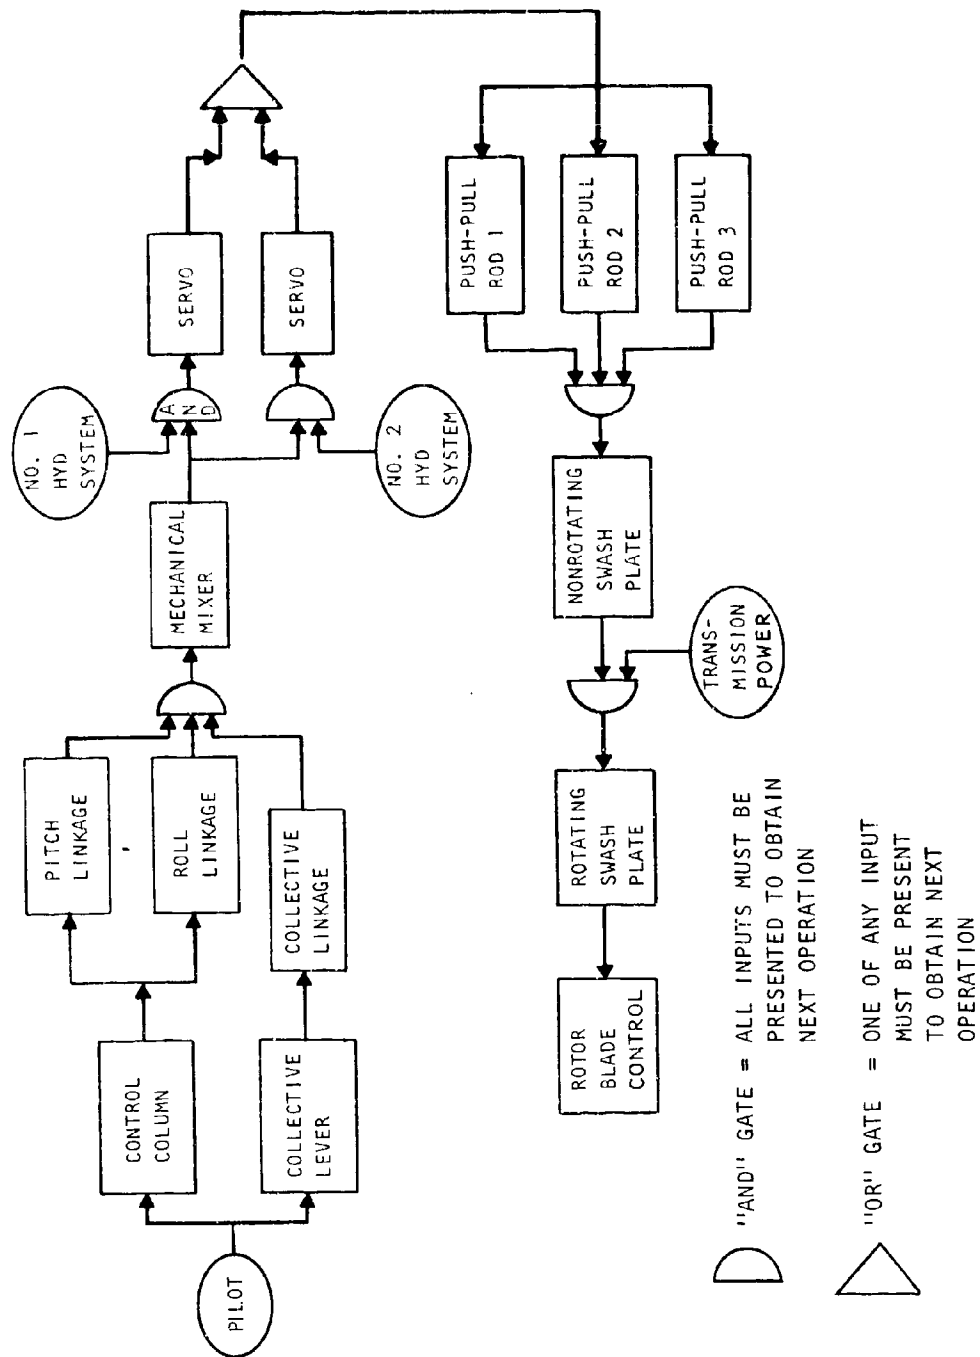 PILOT
CONTROL
COLUMN
COLLECTIVE
LEVER
PITCH
LINKAGE
ROLL
LINKAGE
COLLECTIVE
LINKAGE
MECHANICAL
MIXER
NO. 1
HYD
SYSTEM
AND
NO. 2
HYD
SYSTEM
SERVO
SERVO
PUSH-PULL
ROD 1
PUSH-PULL
ROD 2
PUSH-PULL
ROD 3
NONROTATING
SWASH
PLATE
TRANS-
MISSION
POWER
ROTATING
SWASH
PLATE
ROTOR
BLADE
CONTROL
"AND" GATE = ALL INPUTS MUST BE
PRESENTED TO OBTAIN
NEXT OPERATION
"OR" GATE = ONE OF ANY INPUT
MUST BE PRESENT
TO OBTAIN NEXT
OPERATION